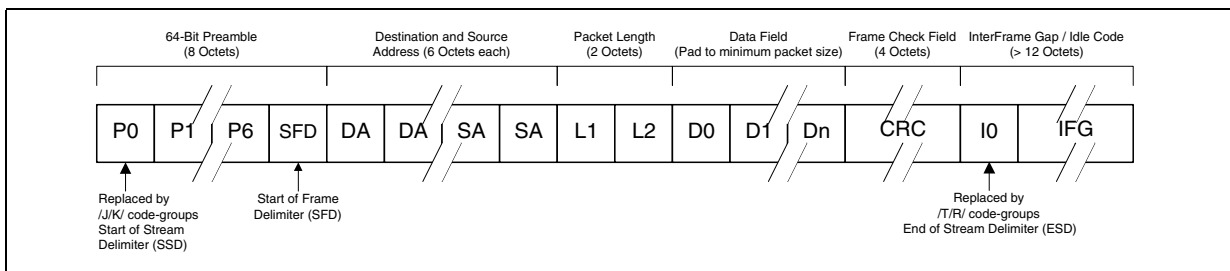 64-Bit Preamble
(8 Octets)
Destination and Source
Address (6 Octets each)
Packet Length
(2 Octets)
Data Field
(Pad to minimum packet size)
Frame Check Field
(4 Octets)
InterFrame Gap / Idle Code
(> 12 Octets)
P0 P1 P6 SFD DA DA SA SA L1 L2 D0 D1 Dn CRC I0 IFG
Replaced by
/J/K/ code-groups
Start of Stream
Delimiter (SSD)
Start of Frame
Delimiter (SFD)
Replaced by
/T/R/ code-groups
End of Stream Delimiter (ESD)